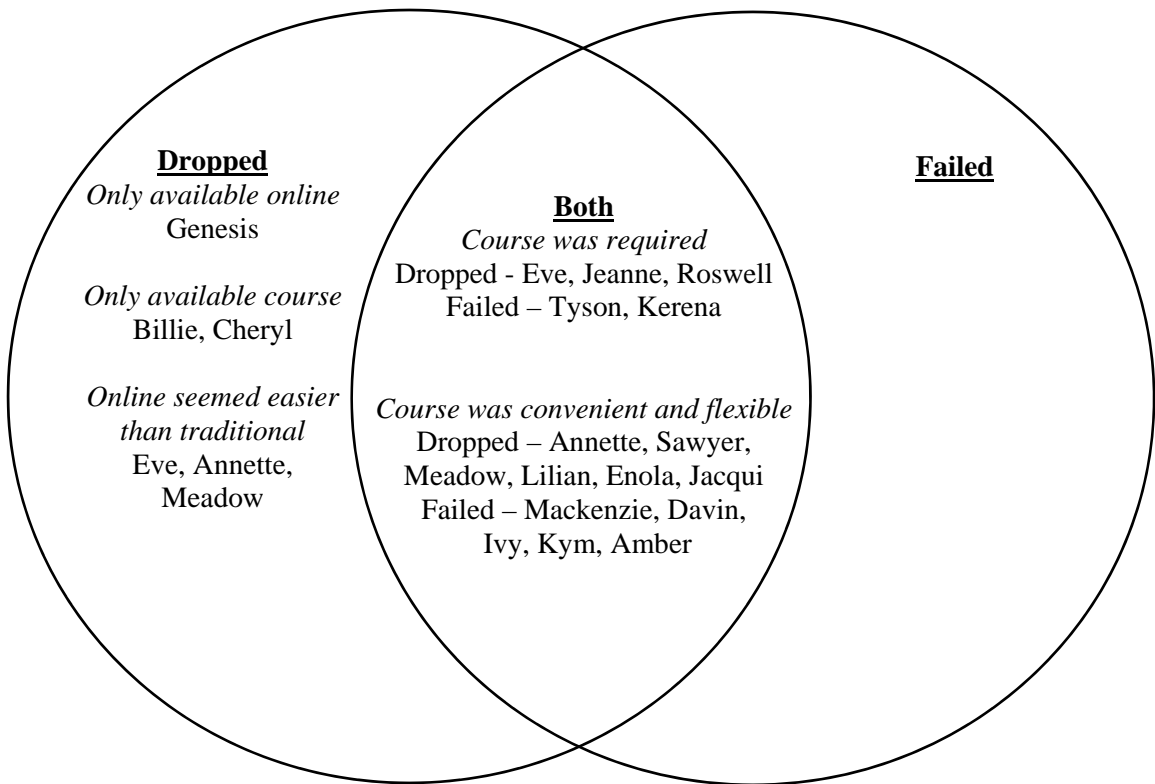 Dropped
Only available online
Genesis
Only available course
Billie, Cheryl
Online seemed easier
than traditional
Eve, Annette,
Meadow
Both
Course was required
Dropped - Eve, Jeanne, Roswell
Failed – Tyson, Kerena
Course was convenient and flexible
Dropped – Annette, Sawyer,
Meadow, Lilian, Enola, Jacqui
Failed – Mackenzie, Davin,
Ivy, Kym, Amber
Failed